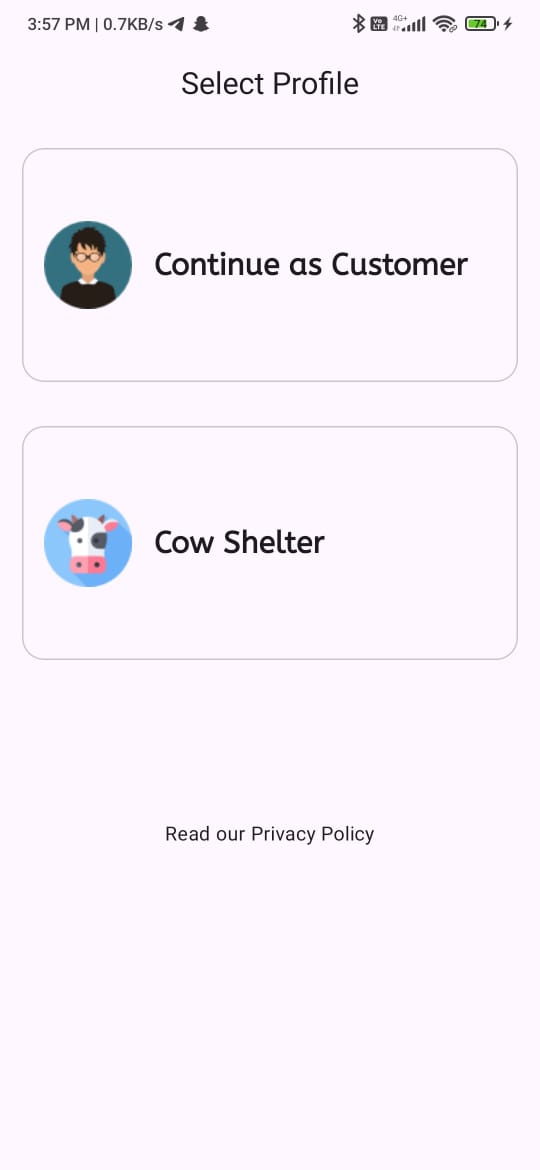 3:57 PM | 0.7KB/s Vo LTE 4G+ 74
Select Profile
Continue as Customer
Cow Shelter
Read our Privacy Policy